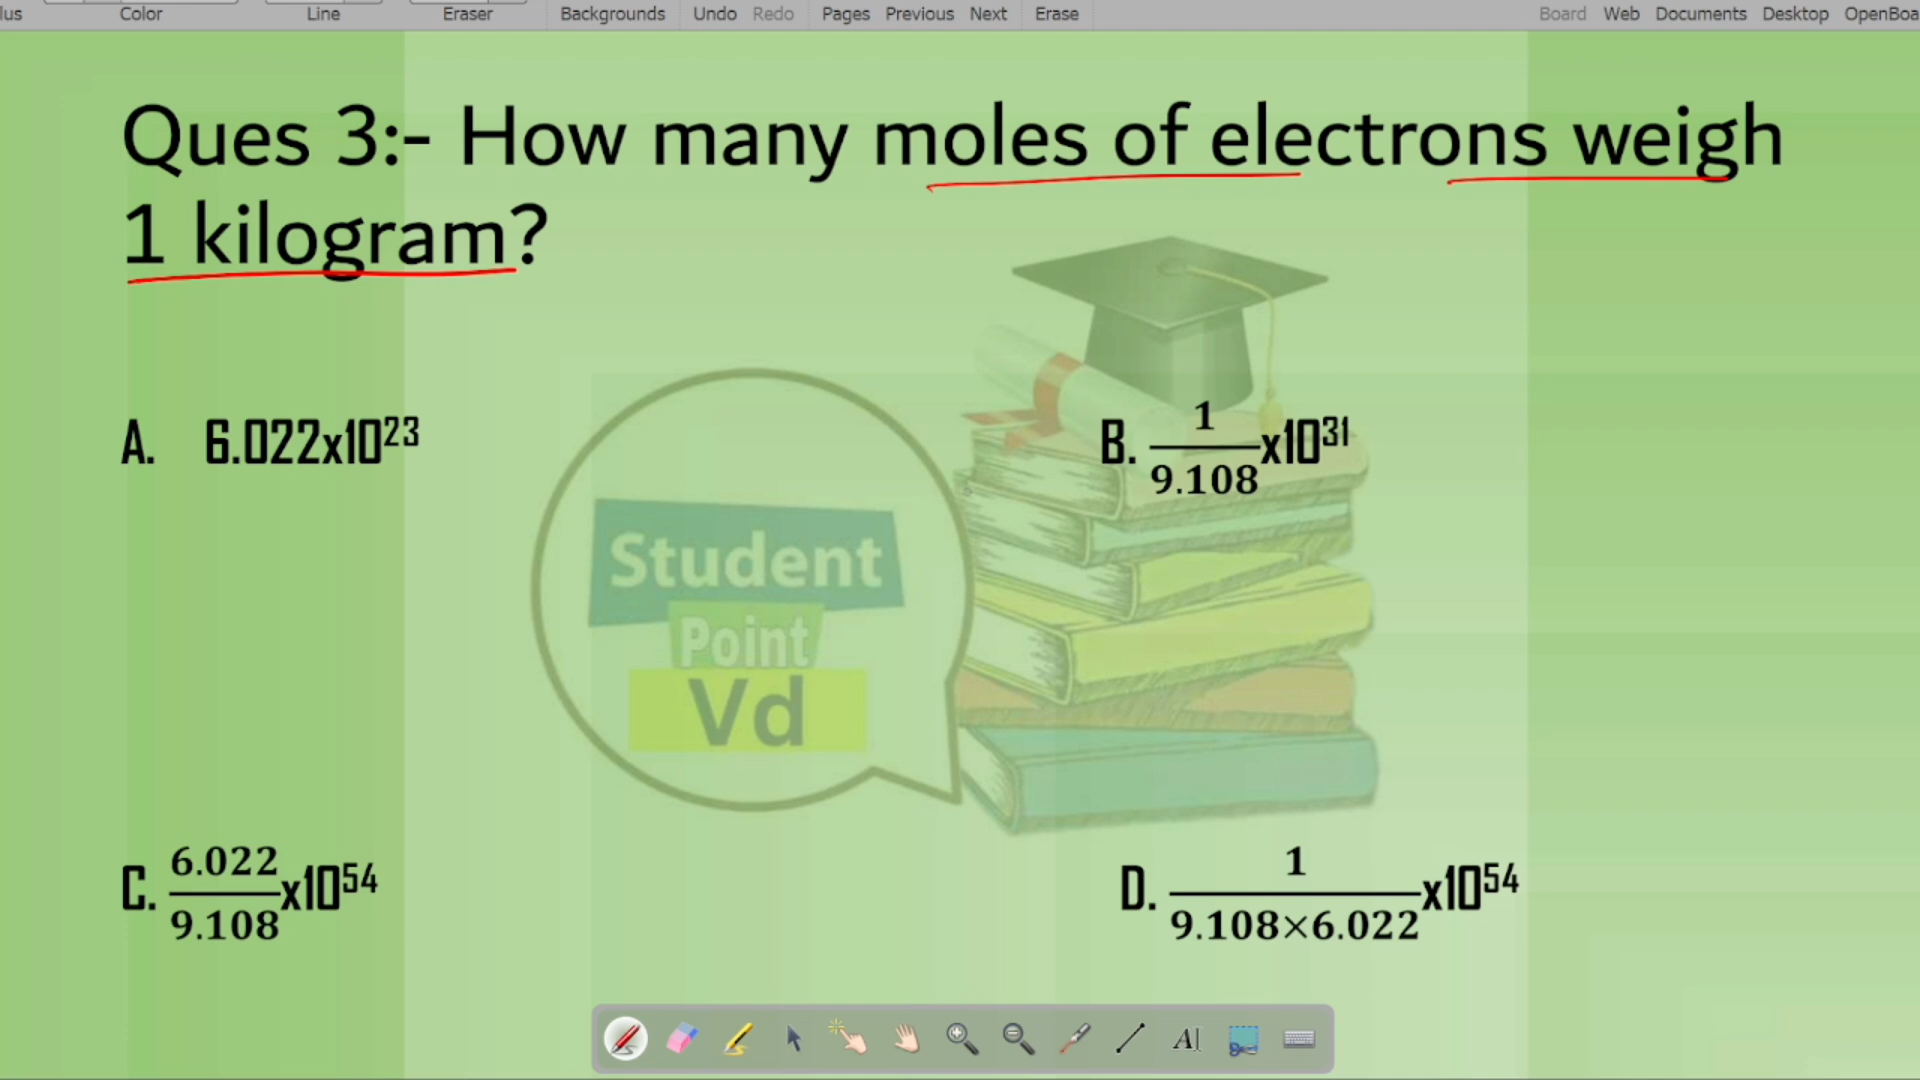 lus Color Line Eraser Backgrounds Undo Redo Pages Previous Next Erase Board Web Documents Desktop OpenBoa
Ques 3:- How many moles of electrons weigh
1 kilogram?
A. 6.022x10²³
B. 1/9.108 x10³¹
Student
Point
Vd
C. 6.022/9.108 x10⁵⁴
D. 1/9.108×6.022 x10⁵⁴
AI